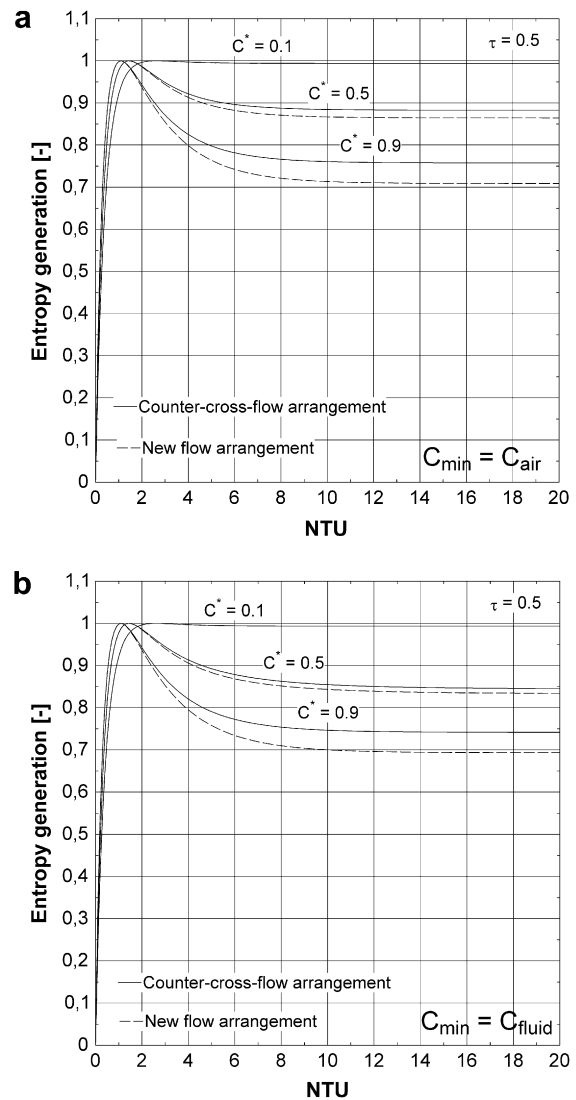 a
1,1
1
0,9
0,8
0,7
0,6
0,5
0,4
0,3
0,2
0,1
0
Entropy generation [-]
C* = 0.1
τ = 0.5
C* = 0.5
C* = 0.9
Counter-cross-flow arrangement
New flow arrangement
Cmin = Cair
0 2 4 6 8 10 12 14 16 18 20
NTU
b
1,1
1
0,9
0,8
0,7
0,6
0,5
0,4
0,3
0,2
0,1
0
Entropy generation [-]
C* = 0.1
τ = 0.5
C* = 0.5
C* = 0.9
Counter-cross-flow arrangement
New flow arrangement
Cmin = Cfluid
0 2 4 6 8 10 12 14 16 18 20
NTU